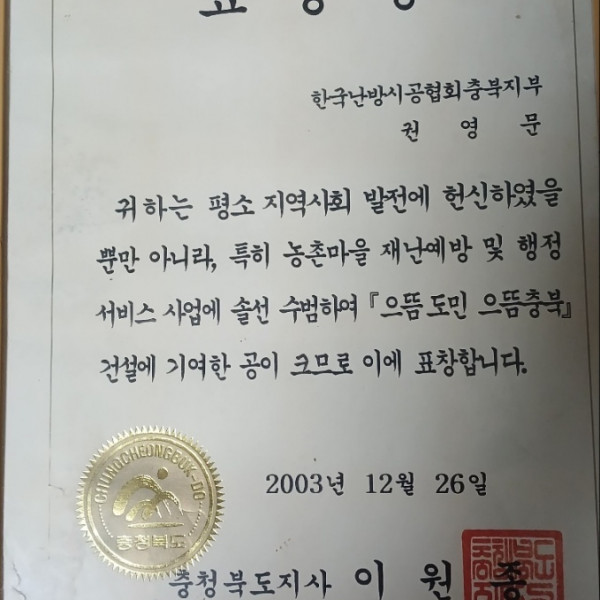 표 창 장
한국난방시공협회충북지부
권 영 문
귀하는 평소 지역사회 발전에 헌신하였을
뿐만 아니라, 특히 농촌마을 재난예방 및 행정
서비스 사업에 솔선 수범하여 『으뜸도민 으뜸충북』
건설에 기여한 공이 크므로 이에 표창합니다.
CHUNGCHEONGBUK-DO
충청북도
2003년 12월 26일
충청북도지사 이 원 종